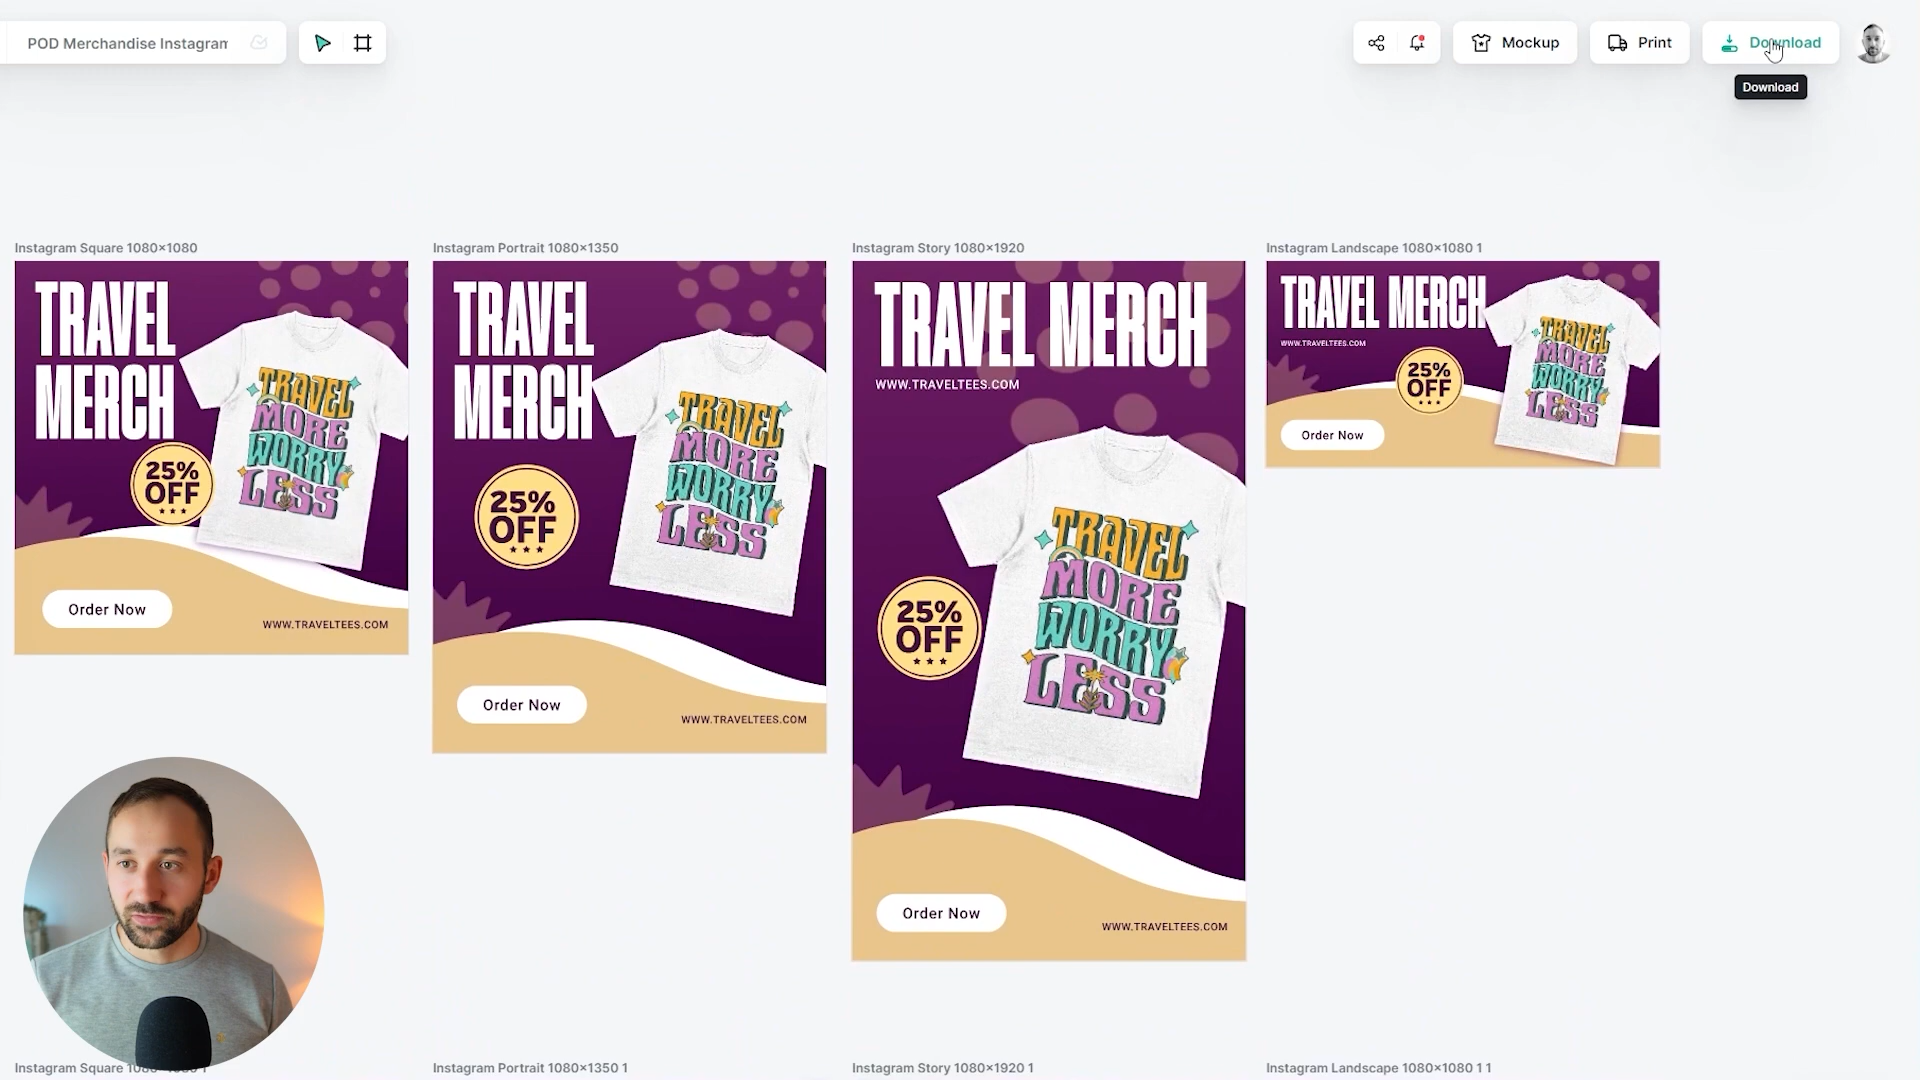 POD Merchandise Instagram
Mockup
Print
Download
Download
Instagram Square 1080×1080
TRAVEL
MERCH
25%
OFF
TRAVEL
MORE
WORRY
LESS
Order Now
WWW.TRAVELTEES.COM
Instagram Portrait 1080×1350
TRAVEL
MERCH
25%
OFF
TRAVEL
MORE
WORRY
LESS
Order Now
WWW.TRAVELTEES.COM
Instagram Story 1080×1920
TRAVEL MERCH
WWW.TRAVELTEES.COM
25%
OFF
TRAVEL
MORE
WORRY
LESS
Order Now
WWW.TRAVELTEES.COM
Instagram Landscape 1080×1080 1
TRAVEL MERCH
WWW.TRAVELTEES.COM
25%
OFF
TRAVEL
MORE
WORRY
LESS
Order Now
Instagram Square
Instagram Portrait 1080×1350 1
Instagram Story 1080×1920 1
Instagram Landscape 1080×1080 1 1